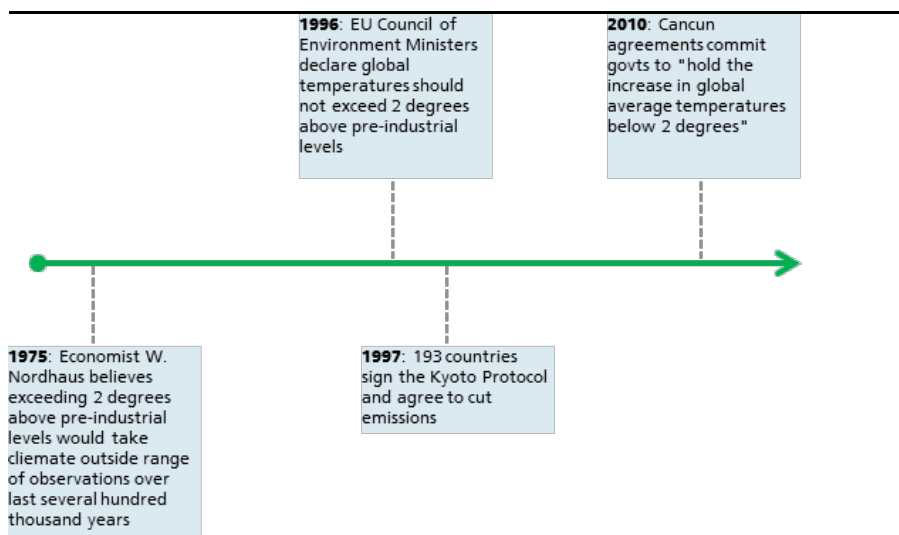 1996: EU Council of
Environment Ministers
declare global
temperatures should
not exceed 2 degrees
above pre-industrial
levels
2010: Cancun
agreements commit
govts to "hold the
increase in global
average temperatures
below 2 degrees"
1975: Economist W.
Nordhaus believes
exceeding 2 degrees
above pre-industrial
levels would take
cliemate outside range
of observations over
last several hundred
thousand years
1997: 193 countries
sign the Kyoto Protocol
and agree to cut
emissions